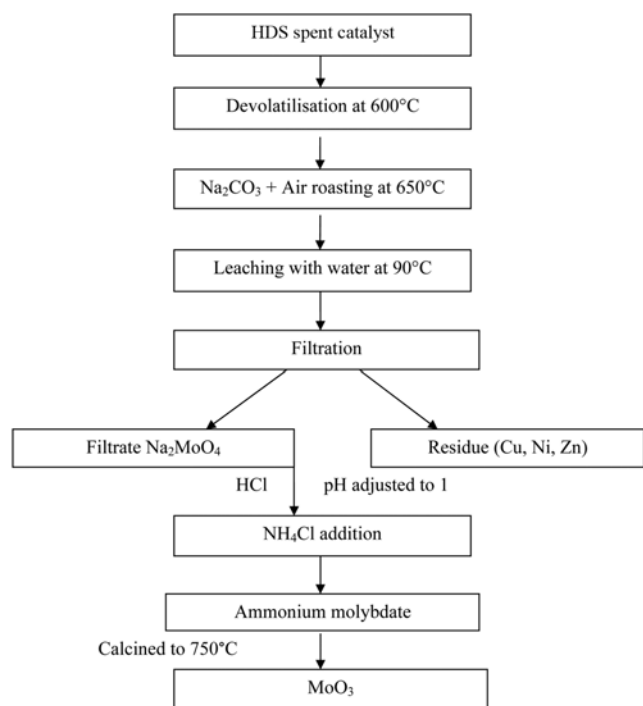 HDS spent catalyst
Devolatilisation at 600°C
Na₂CO₃ + Air roasting at 650°C
Leaching with water at 90°C
Filtration
Filtrate Na₂MoO₄
Residue (Cu, Ni, Zn)
HCl
pH adjusted to 1
NH₄Cl addition
Ammonium molybdate
Calcined to 750°C
MoO₃